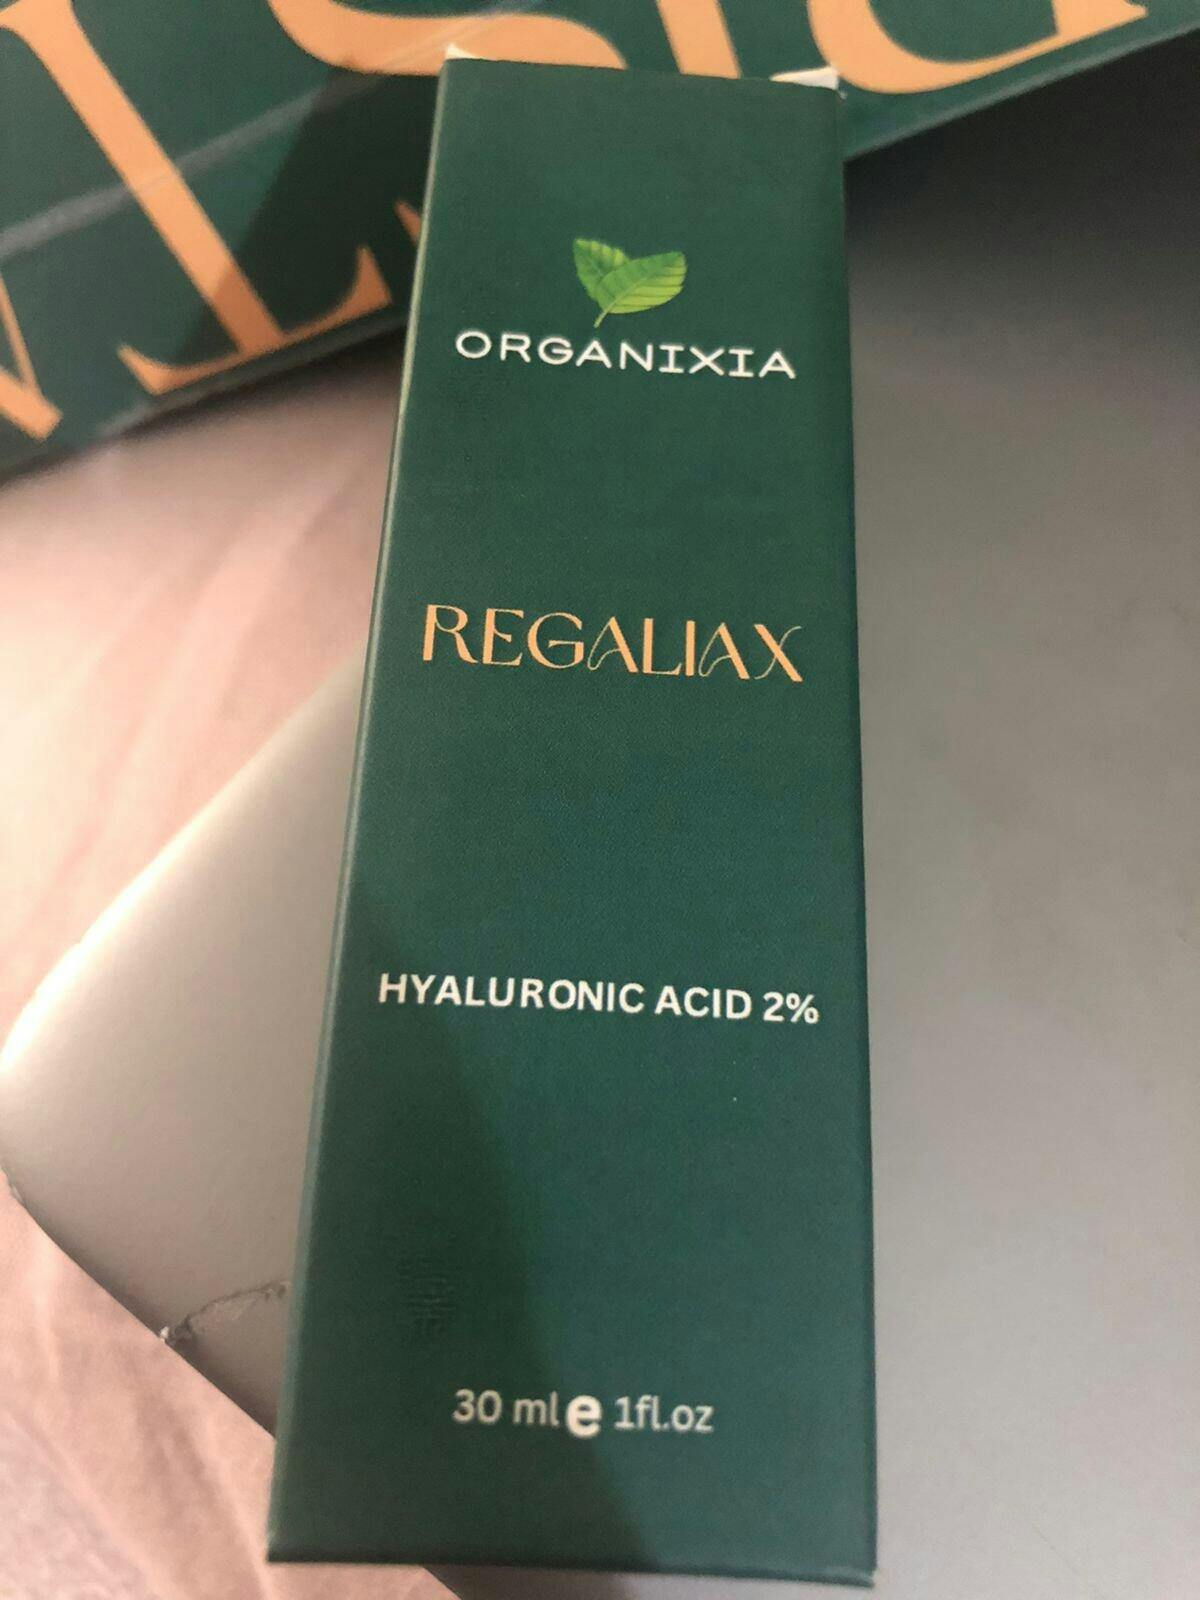 ORGANIXIA
REGALIAX
HYALURONIC ACID 2%
30 ml e 1fl.oz